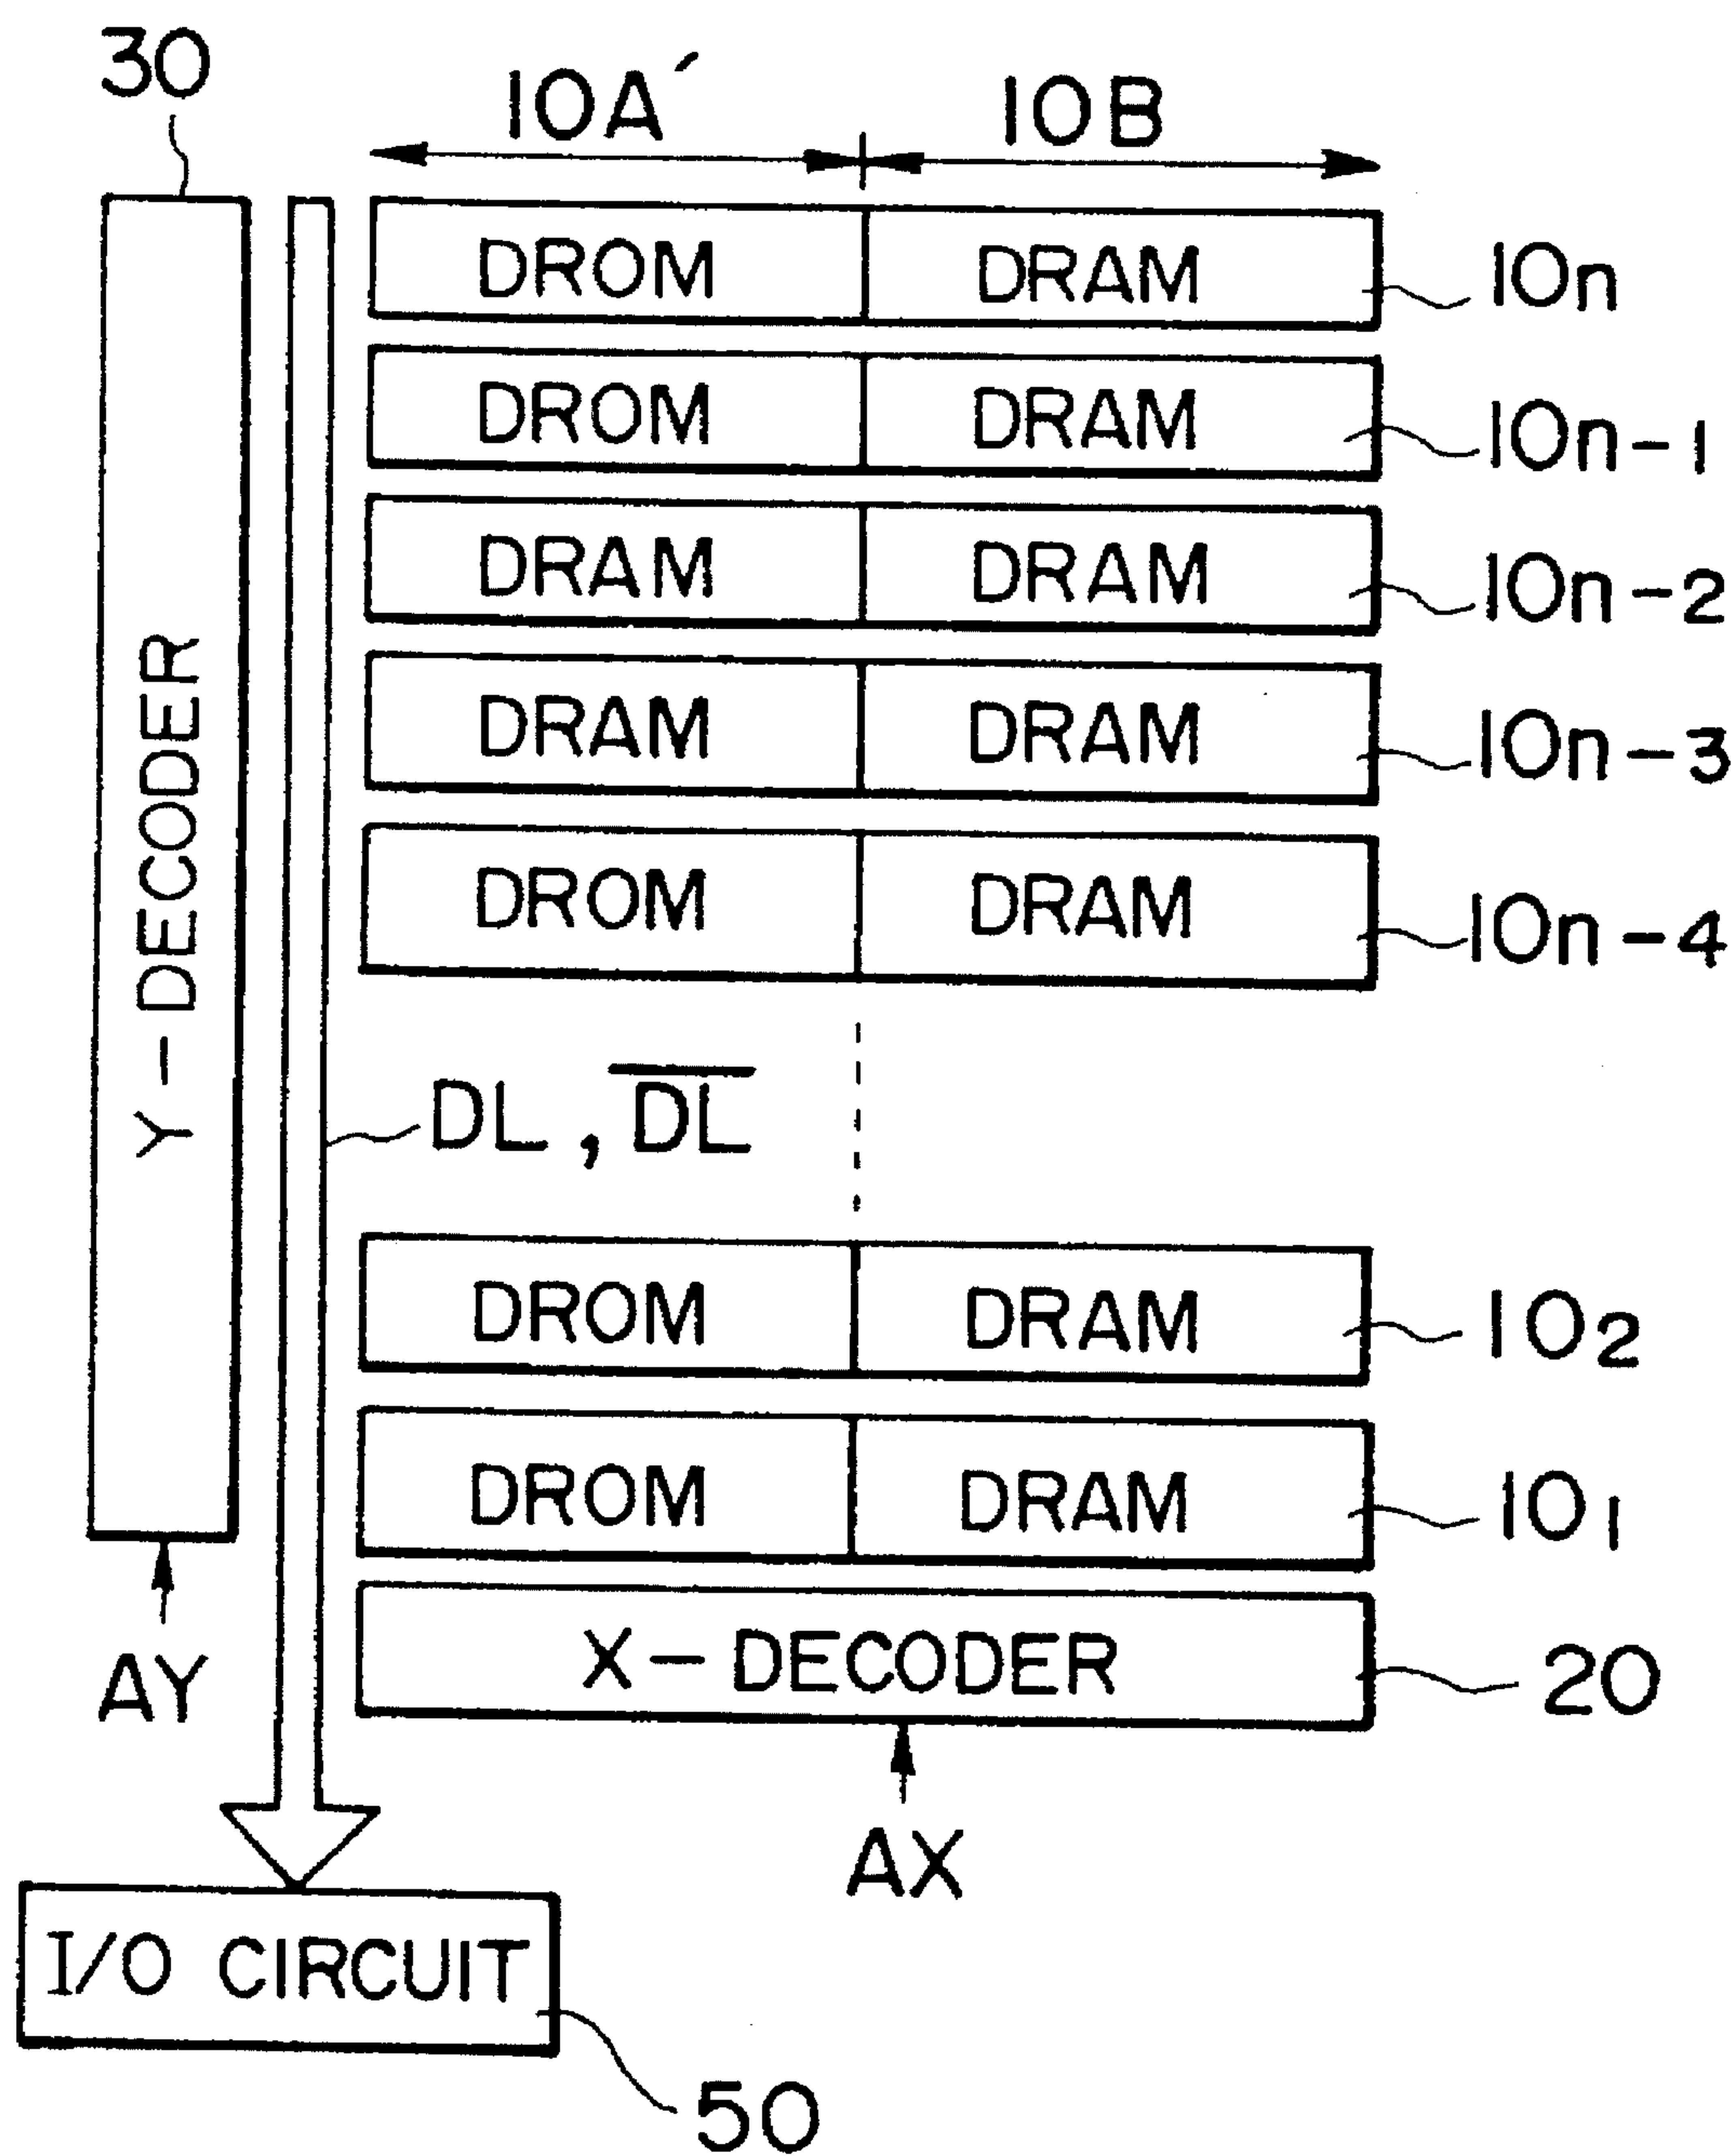 30
10A′ 10B
DROM DRAM 10n
DROM DRAM 10n-1
DRAM DRAM 10n-2
DRAM DRAM 10n-3
DROM DRAM 10n-4
Y-DECODER
DL, D̅L̅
DROM DRAM 10₂
DROM DRAM 10₁
X-DECODER 20
AY
AX
I/O CIRCUIT
50